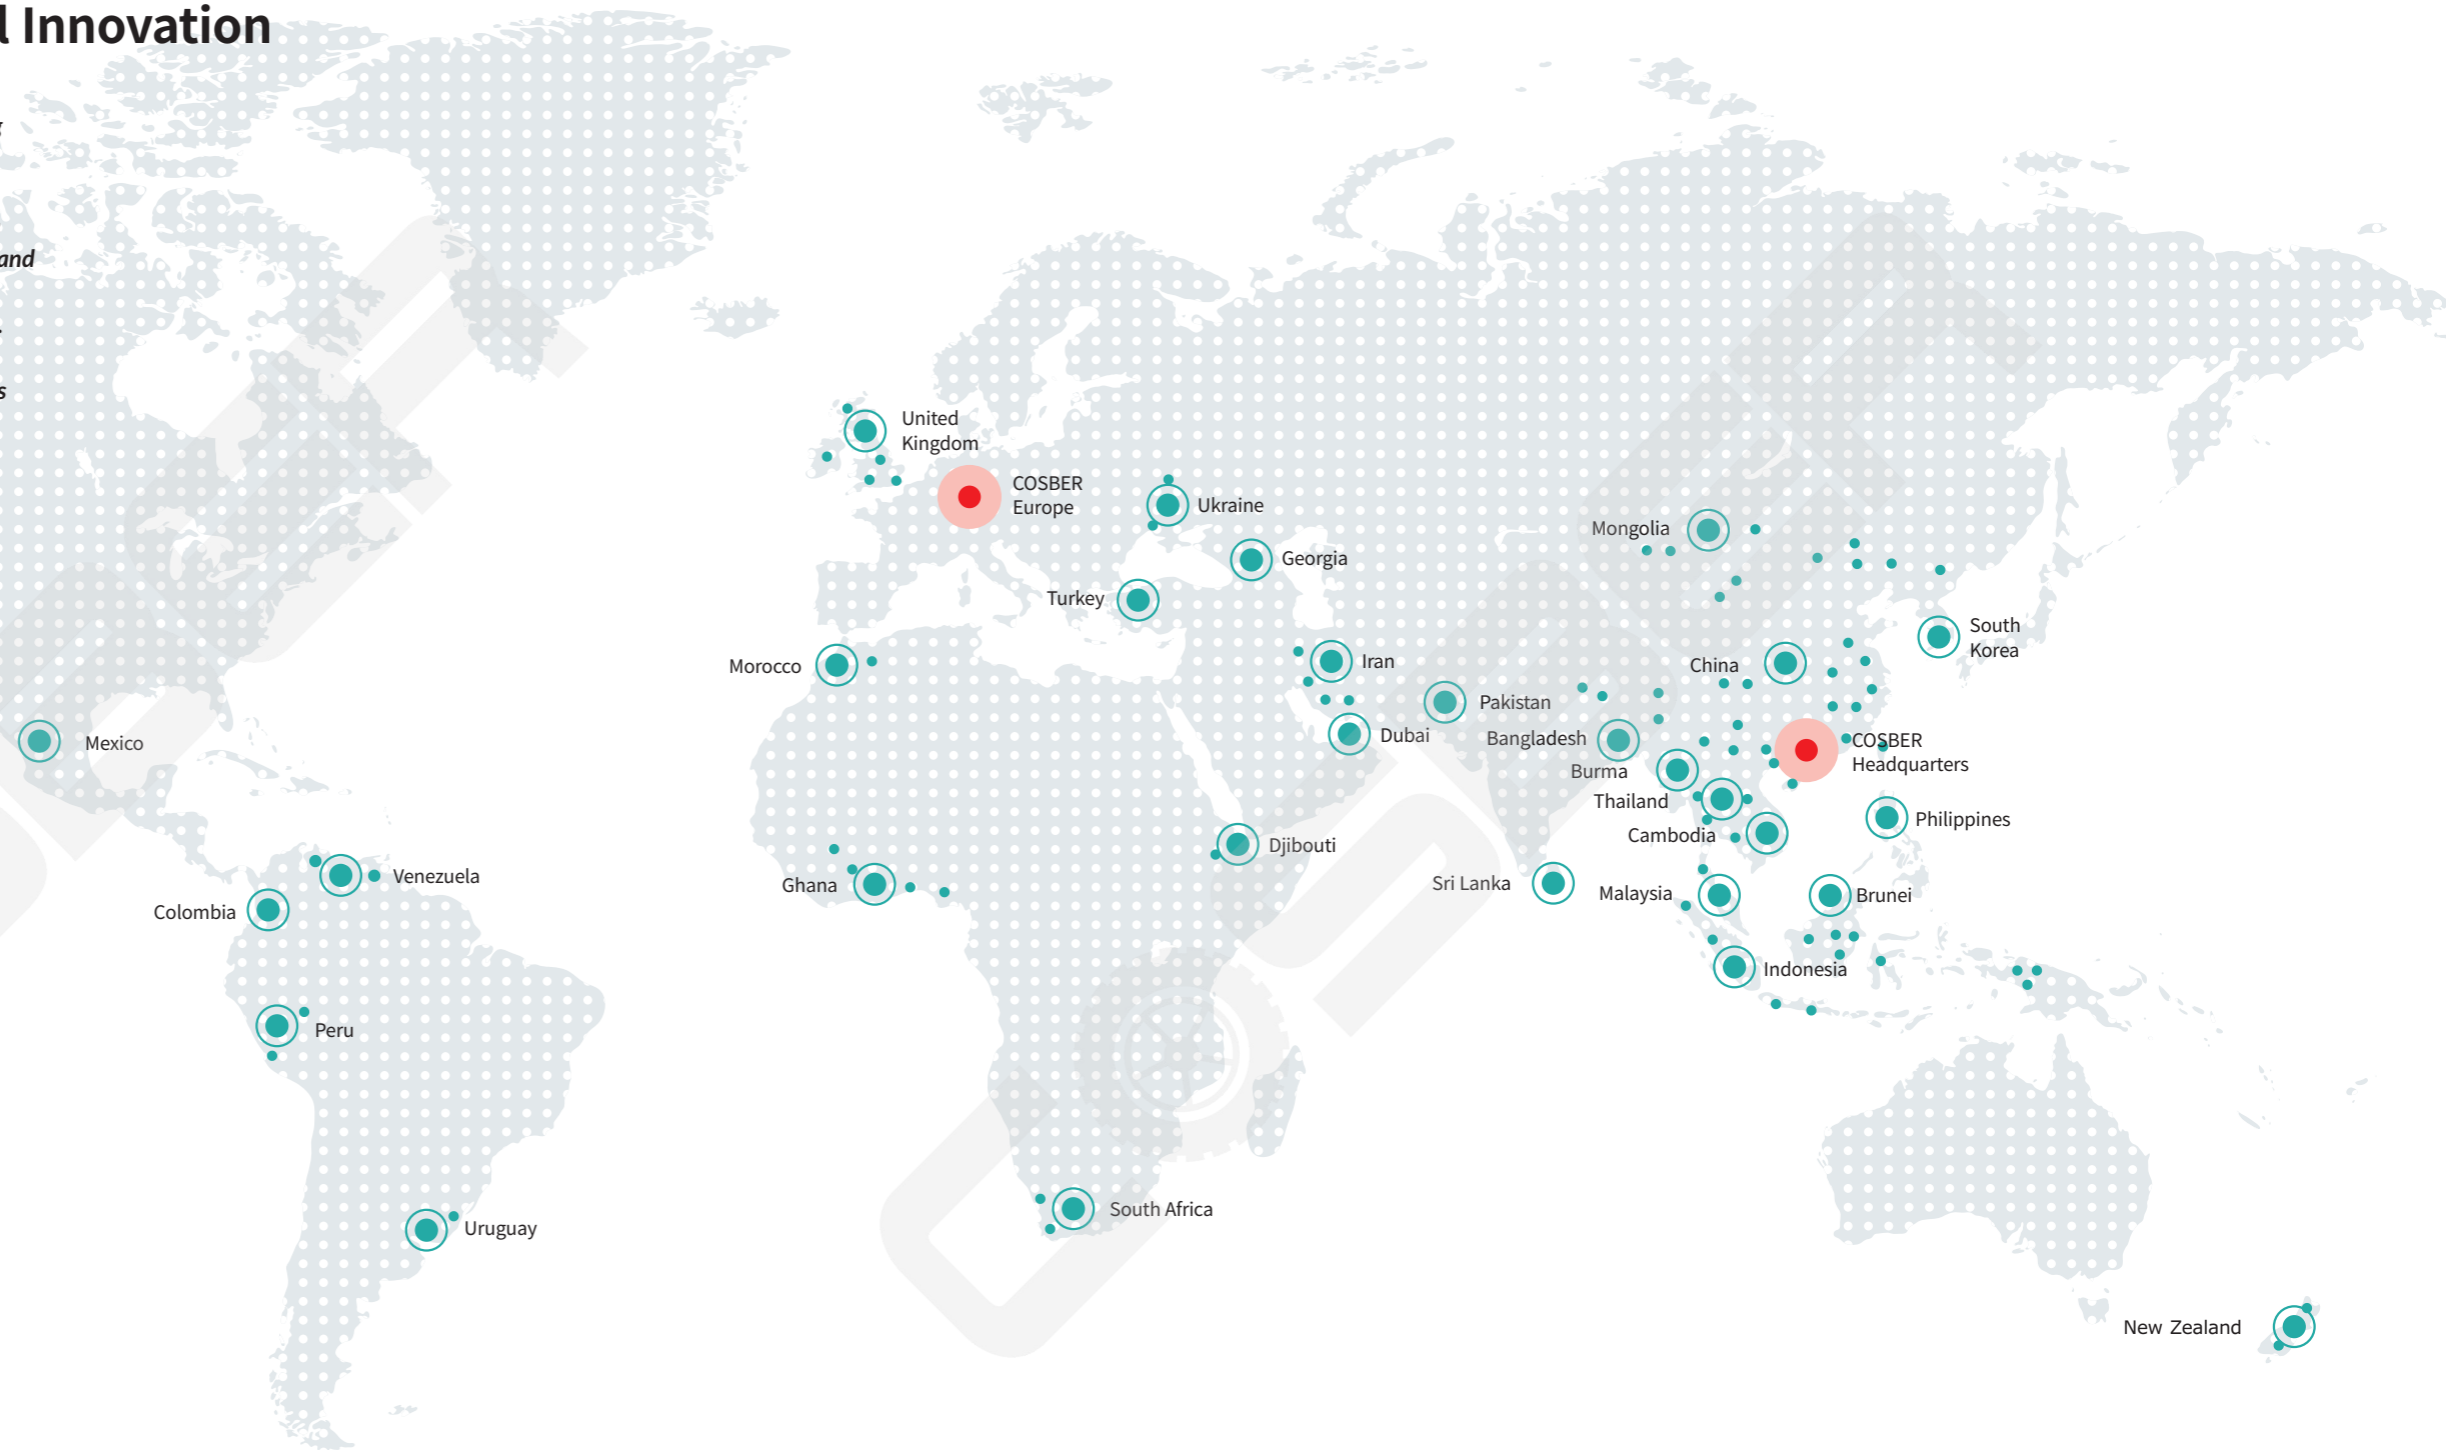 l Innovation
and
s
United
Kingdom
COSBER
Europe
Ukraine
Mongolia
Georgia
Turkey
South
Korea
Morocco
Iran
China
Pakistan
Mexico
Dubai
Bangladesh
COSBER
Headquarters
Burma
Thailand
Philippines
Cambodia
Djibouti
Venezuela
Ghana
Sri Lanka
Malaysia
Brunei
Colombia
Indonesia
Peru
South Africa
Uruguay
New Zealand
COSBER